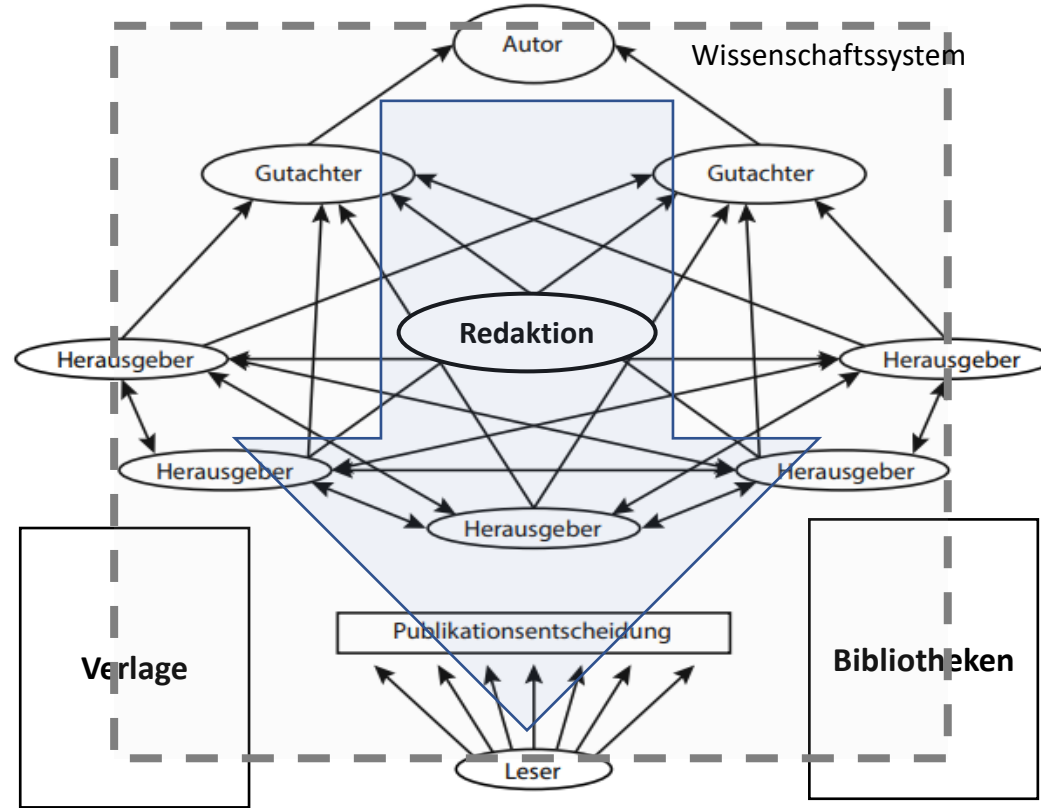 Autor
Wissenschaftssystem
Gutachter
Gutachter
Redaktion
Herausgeber
Herausgeber
Herausgeber
Herausgeber
Herausgeber
Publikationsentscheidung
Verlage
Bibliotheken
Leser